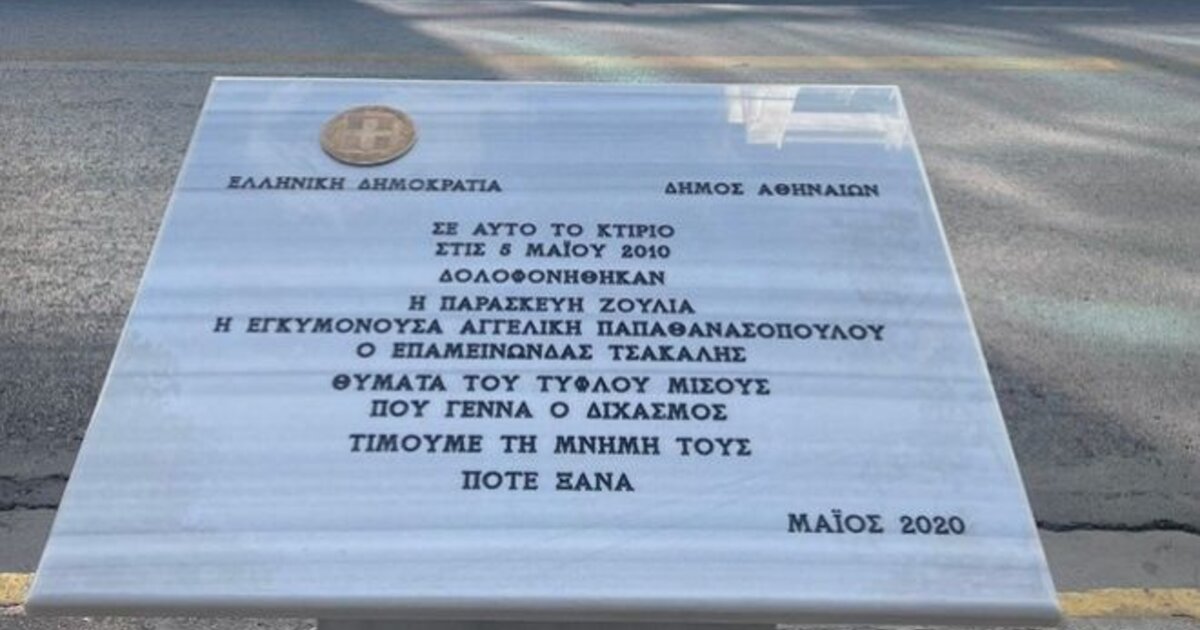 ΕΛΛΗΝΙΚΗ ΔΗΜΟΚΡΑΤΙΑ
ΔΗΜΟΣ ΑΘΗΝΑΙΩΝ
ΣΕ ΑΥΤΟ ΤΟ ΚΤΙΡΙΟ
ΣΤΙΣ 5 ΜΑΪΟΥ 2010
ΔΟΛΟΦΟΝΗΘΗΚΑΝ
Η ΠΑΡΑΣΚΕΥΗ ΖΟΥΛΙΑ
Η ΕΓΚΥΜΟΝΟΥΣΑ ΑΓΓΕΛΙΚΗ ΠΑΠΑΘΑΝΑΣΟΠΟΥΛΟΥ
Ο ΕΠΑΜΕΙΝΩΝΔΑΣ ΤΣΑΚΑΛΗΣ
ΘΥΜΑΤΑ ΤΟΥ ΤΥΦΛΟΥ ΜΙΣΟΥΣ
ΠΟΥ ΓΕΝΝΑ Ο ΔΙΧΑΣΜΟΣ
ΤΙΜΟΥΜΕ ΤΗ ΜΝΗΜΗ ΤΟΥΣ
ΠΟΤΕ ΞΑΝΑ
ΜΑΪΟΣ 2020